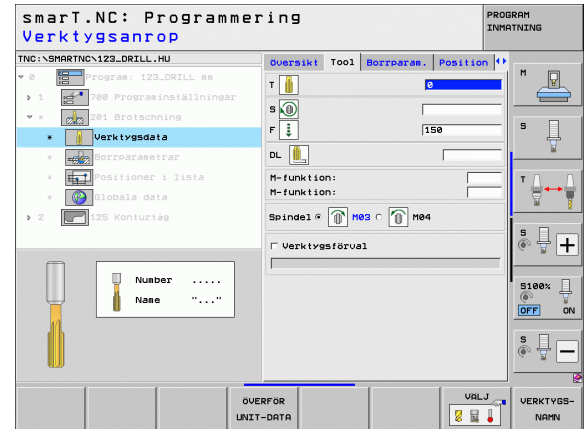 smarT.NC: Programmering
Verktygsanrop
PROGRAM
INMATNING
TNC:\SMARTNC\123_DRILL.HU
0 Program: 123_DRILL mm
1 700 Programinställningar
* 201 Brotschning
* Verktygsdata
* Borrparametrar
* Positioner i lista
* Globala data
2 125 Konturtåg
Number .....
Name "..."
Översikt Tool Borrparam. Position
T 0
S
F 150
DL
M-funktion:
M-funktion:
Spindel M03 M04
Verktygsförval
M
S
T
S
S100%
OFF ON
S
ÖVERFÖR
UNIT-DATA
VÄLJ
VERKTYGS-
NAMN